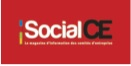 SocialCE
Le magazine d'information des comités d'entreprise